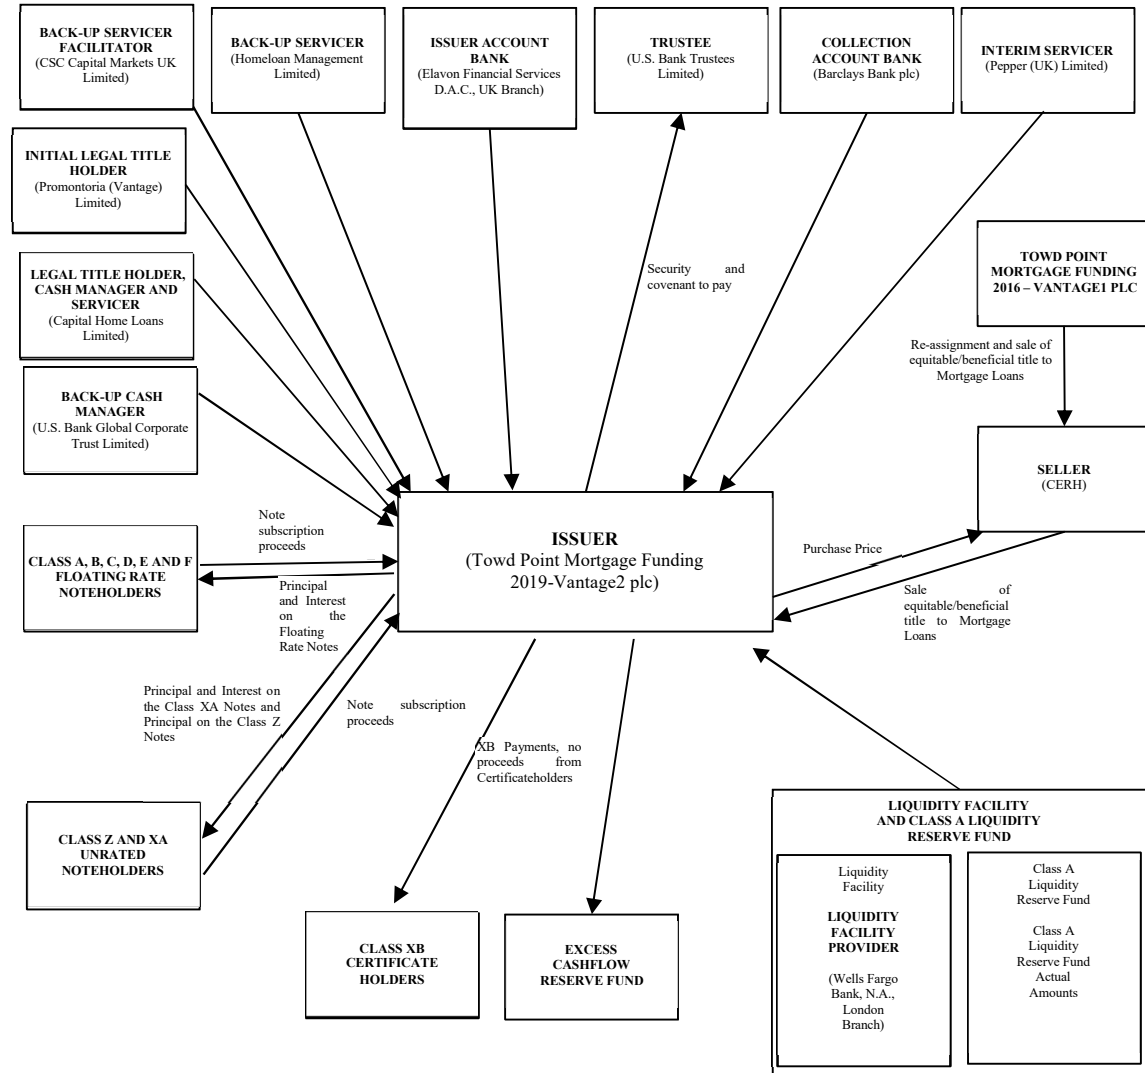 BACK-UP SERVICER
FACILITATOR
(CSC Capital Markets UK
Limited)
BACK-UP SERVICER
(Homeloan Management
Limited)
ISSUER ACCOUNT
BANK
(Elavon Financial Services
D.A.C., UK Branch)
TRUSTEE
(U.S. Bank Trustees
Limited)
COLLECTION
ACCOUNT BANK
(Barclays Bank plc)
INTERIM SERVICER
(Pepper (UK) Limited)
INITIAL LEGAL TITLE
HOLDER
(Promontoria (Vantage)
Limited)
LEGAL TITLE HOLDER,
CASH MANAGER AND
SERVICER
(Capital Home Loans
Limited)
Security and
covenant to pay
TOWD POINT
MORTGAGE FUNDING
2016 – VANTAGE1 PLC
Re-assignment and sale of
equitable/beneficial title to
Mortgage Loans
BACK-UP CASH
MANAGER
(U.S. Bank Global Corporate
Trust Limited)
SELLER
(CERH)
CLASS A, B, C, D, E AND F
FLOATING RATE
NOTEHOLDERS
Note
subscription
proceeds
Principal
and Interest
on the
Floating
Rate Notes
ISSUER
(Towd Point Mortgage Funding
2019-Vantage2 plc)
Purchase Price
Sale of
equitable/beneficial
title to Mortgage
Loans
Principal and Interest on
the Class XA Notes and
Principal on the Class Z
Notes
Note subscription
proceeds
XB Payments, no
proceeds from
Certificateholders
CLASS Z AND XA
UNRATED
NOTEHOLDERS
CLASS XB
CERTIFICATE
HOLDERS
EXCESS
CASHFLOW
RESERVE FUND
LIQUIDITY FACILITY
AND CLASS A LIQUIDITY
RESERVE FUND
Liquidity
Facility
LIQUIDITY
FACILITY
PROVIDER
(Wells Fargo
Bank, N.A.,
London
Branch)
Class A
Liquidity
Reserve Fund
Class A
Liquidity
Reserve Fund
Actual
Amounts